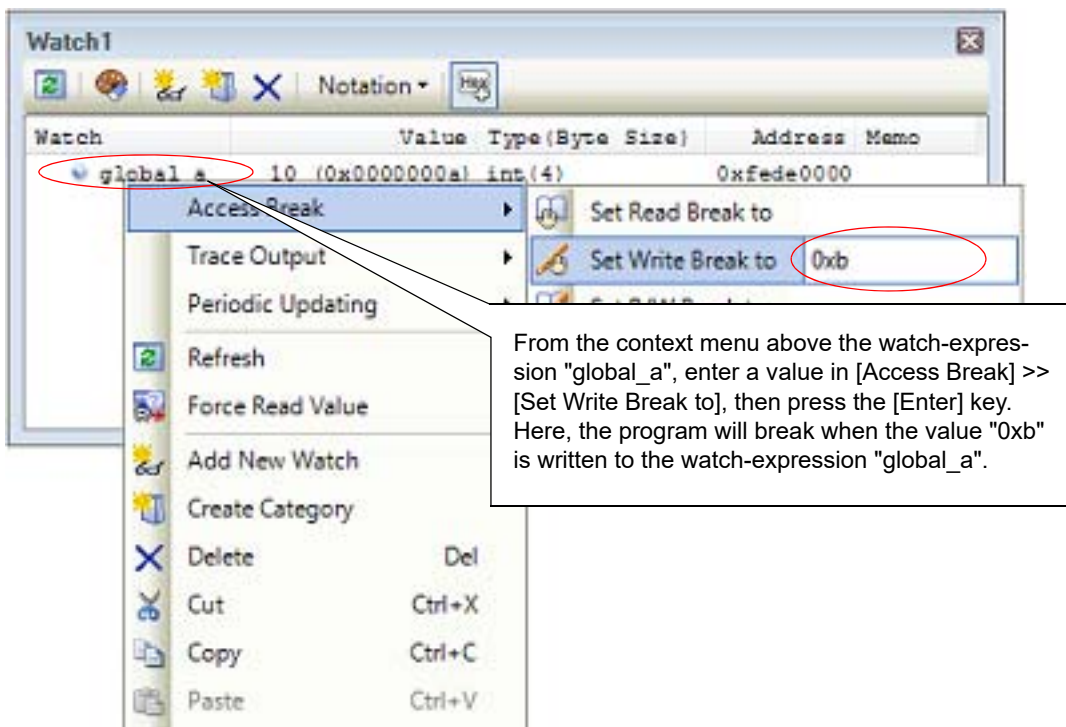 Watch1
Notation
Hex
Watch Value Type(Byte Size) Address Memo
global_a 10 (0x0000000a) int(4) 0xfede0000
Access Break
Set Read Break to
Trace Output
Set Write Break to 0xb
Periodic Updating
From the context menu above the watch-expres-
sion "global_a", enter a value in [Access Break] >>
[Set Write Break to], then press the [Enter] key.
Here, the program will break when the value "0xb"
is written to the watch-expression "global_a".
Refresh
Force Read Value
Add New Watch
Create Category
Delete Del
Cut Ctrl+X
Copy Ctrl+C
Paste Ctrl+V